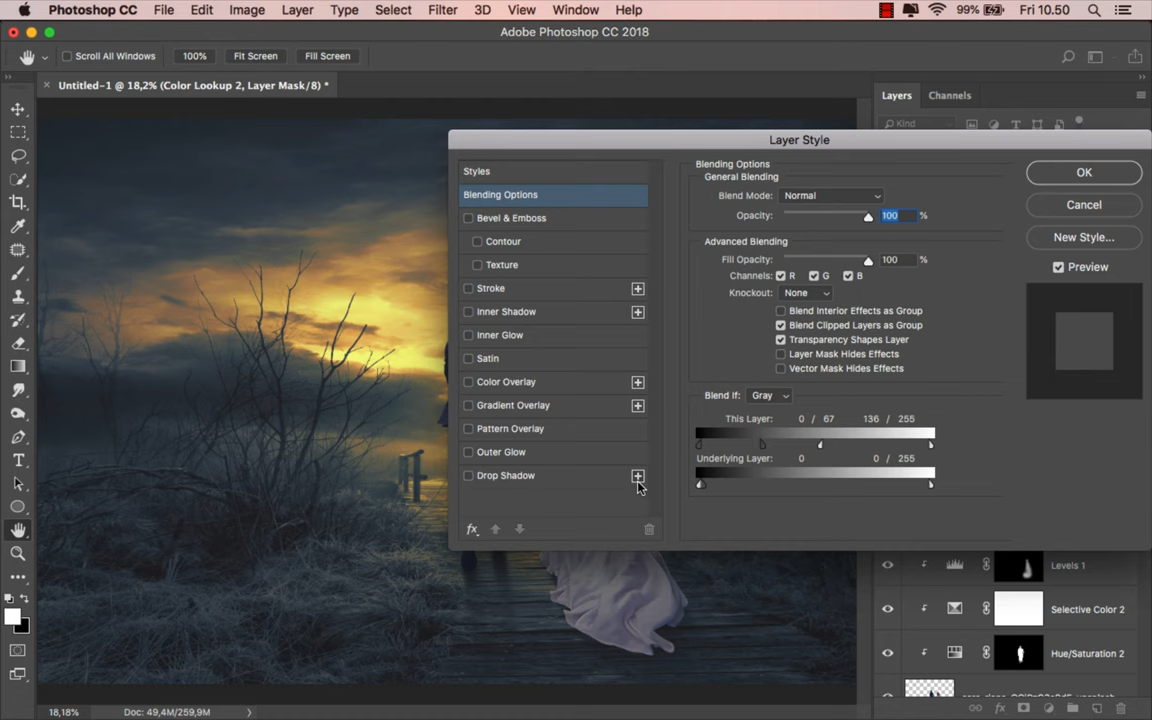 Photoshop CC File Edit Image Layer Type Select Filter 3D View Window Help 99% Fri 10.50
Adobe Photoshop CC 2018
Scroll All Windows 100% Fit Screen Fill Screen
Untitled-1 @ 18,2% (Color Lookup 2, Layer Mask/8) *
Layers Channels
Kind
Layer Style
Styles
Blending Options
Bevel & Emboss
Contour
Texture
Stroke
Inner Shadow
Inner Glow
Satin
Color Overlay
Gradient Overlay
Pattern Overlay
Outer Glow
Drop Shadow
fx
Blending Options
General Blending
Blend Mode: Normal
Opacity: 100 %
Advanced Blending
Fill Opacity: 100 %
Channels: R G B
Knockout: None
Blend Interior Effects as Group
Blend Clipped Layers as Group
Transparency Shapes Layer
Layer Mask Hides Effects
Vector Mask Hides Effects
Blend If: Gray
This Layer: 0 / 67 136 / 255
Underlying Layer: 0 0 / 255
OK
Cancel
New Style...
Preview
Levels 1
Selective Color 2
Hue/Saturation 2
fx
18,18% Doc: 49,4M/259,9M